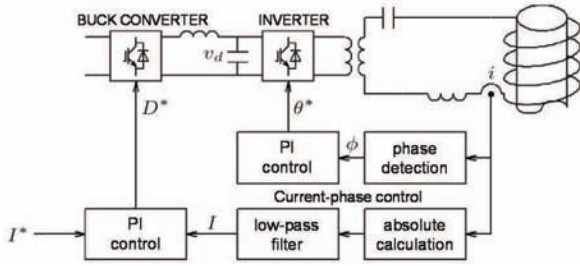 BUCK CONVERTER
INVERTER
v_d
i
D*
θ*
PI
control
ϕ
phase
detection
Current-phase control
I*
PI
control
I
low-pass
filter
absolute
calculation